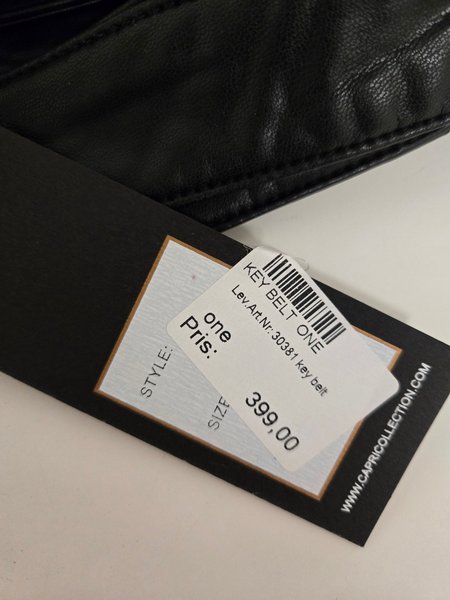 KEY BELT ONE
Lev.Art.Nr: 30381 key belt
one
Pris:
399,00
STYLE:
SIZE
WWW.CAPRICOLLECTION.COM